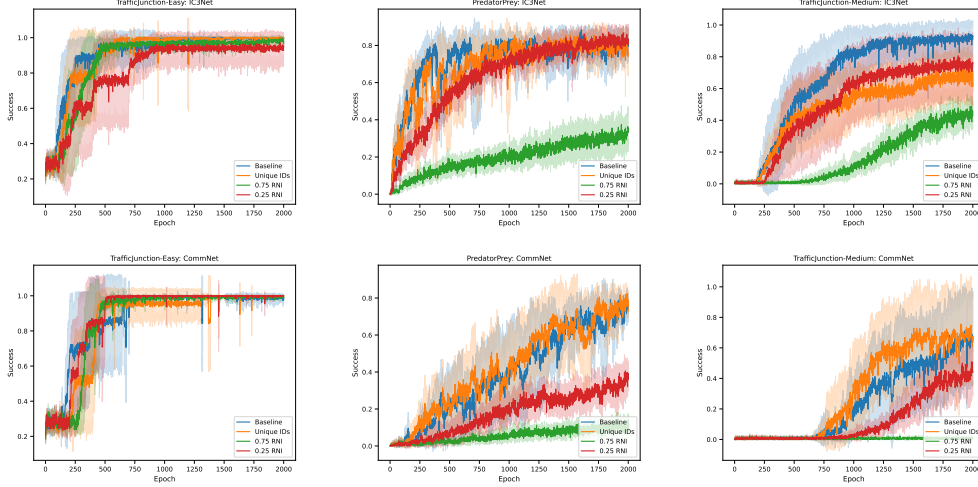 TrafficJunction-Easy: IC3Net
Success
1.0
0.8
0.6
0.4
0.2
0 250 500 750 1000 1250 1500 1750 2000
Epoch
Baseline
Unique IDs
0.75 RNI
0.25 RNI
PredatorPrey: IC3Net
Success
0.8
0.6
0.4
0.2
0.0
0 250 500 750 1000 1250 1500 1750 2000
Epoch
Baseline
Unique IDs
0.75 RNI
0.25 RNI
TrafficJunction-Medium: IC3Net
Success
1.0
0.8
0.6
0.4
0.2
0.0
0 250 500 750 1000 1250 1500 1750 2000
Epoch
Baseline
Unique IDs
0.75 RNI
0.25 RNI
TrafficJunction-Easy: CommNet
Success
1.0
0.8
0.6
0.4
0.2
0 250 500 750 1000 1250 1500 1750 2000
Epoch
Baseline
Unique IDs
0.75 RNI
0.25 RNI
PredatorPrey: CommNet
Success
0.8
0.6
0.4
0.2
0.0
0 250 500 750 1000 1250 1500 1750 2000
Epoch
Baseline
Unique IDs
0.75 RNI
0.25 RNI
TrafficJunction-Medium: CommNet
Success
1.0
0.8
0.6
0.4
0.2
0.0
0 250 500 750 1000 1250 1500 1750 2000
Epoch
Baseline
Unique IDs
0.75 RNI
0.25 RNI